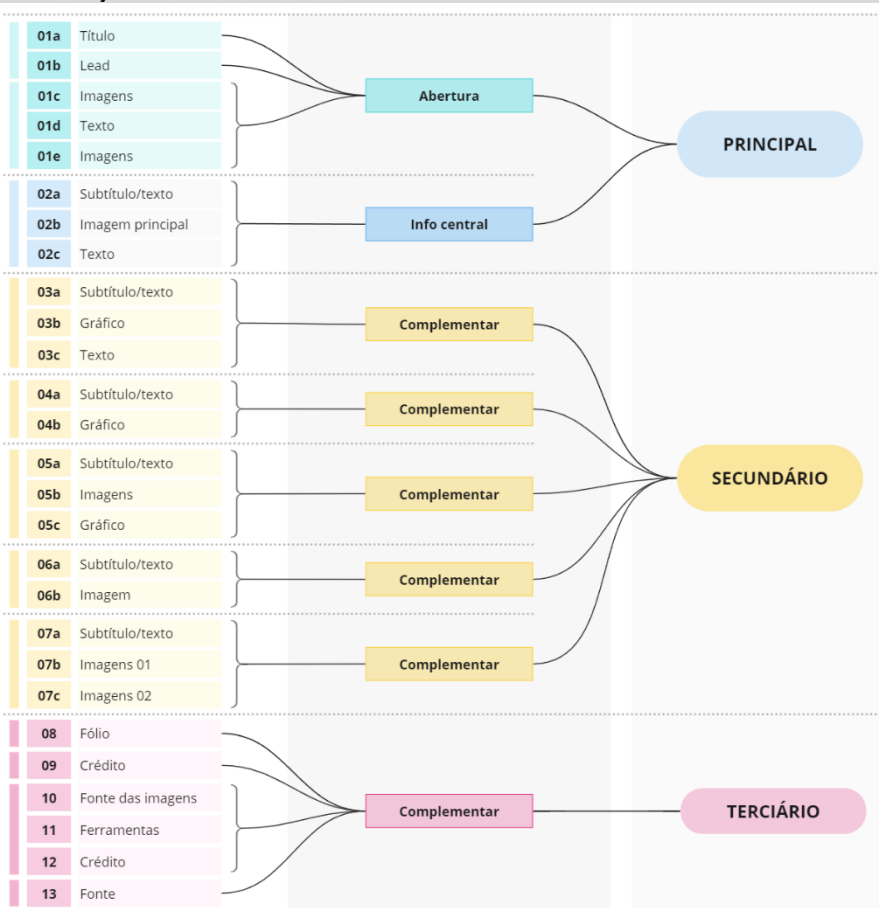 01a Título
01b Lead
01c Imagens
01d Texto
01e Imagens
Abertura
PRINCIPAL
02a Subtítulo/texto
02b Imagem principal
02c Texto
Info central
03a Subtítulo/texto
03b Gráfico
03c Texto
Complementar
04a Subtítulo/texto
04b Gráfico
Complementar
05a Subtítulo/texto
05b Imagens
05c Gráfico
Complementar
SECUNDÁRIO
06a Subtítulo/texto
06b Imagem
Complementar
07a Subtítulo/texto
07b Imagens 01
07c Imagens 02
Complementar
08 Fólio
09 Crédito
10 Fonte das imagens
11 Ferramentas
12 Crédito
13 Fonte
Complementar
TERCIÁRIO